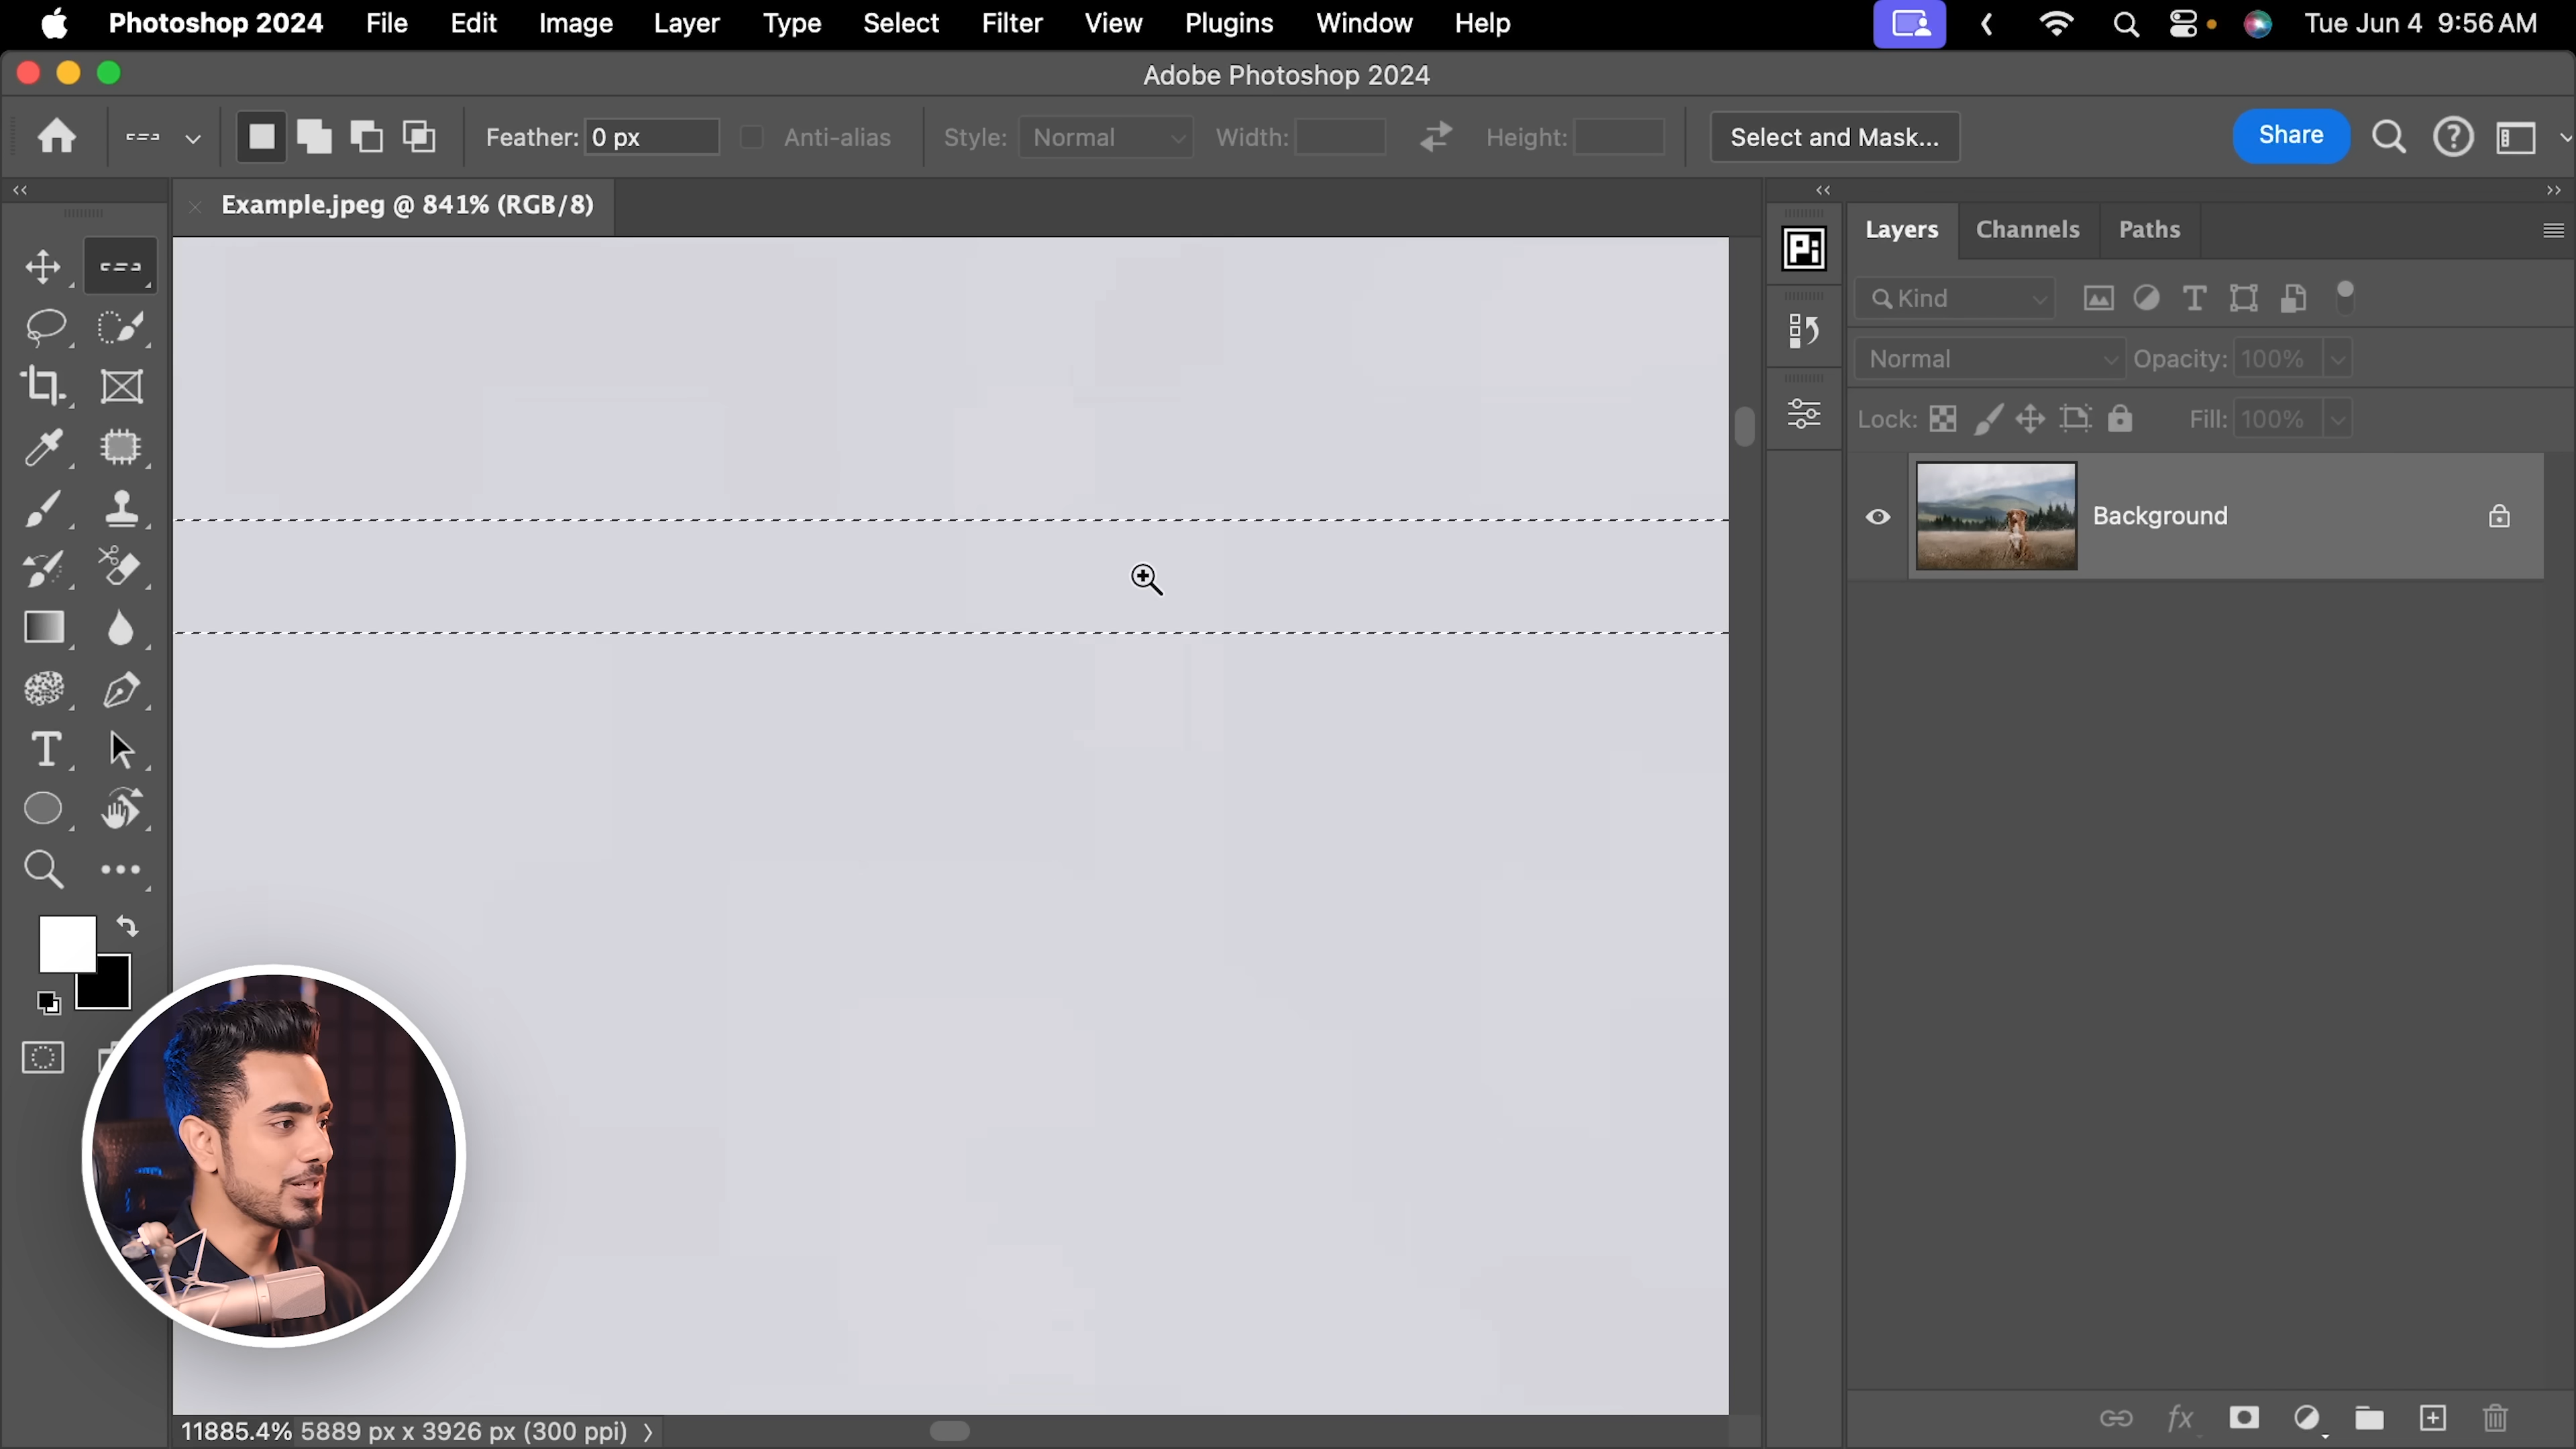 Photoshop 2024 File Edit Image Layer Type Select Filter View Plugins Window Help Tue Jun 4 9:56 AM
Adobe Photoshop 2024
Feather: 0 px Anti-alias Style: Normal Width: Height: Select and Mask... Share
Example.jpeg @ 841% (RGB/8)
Pi
Layers Channels Paths
Kind
Normal Opacity: 100%
Lock: Fill: 100%
Background
11885.4% 5889 px x 3926 px (300 ppi)
fx